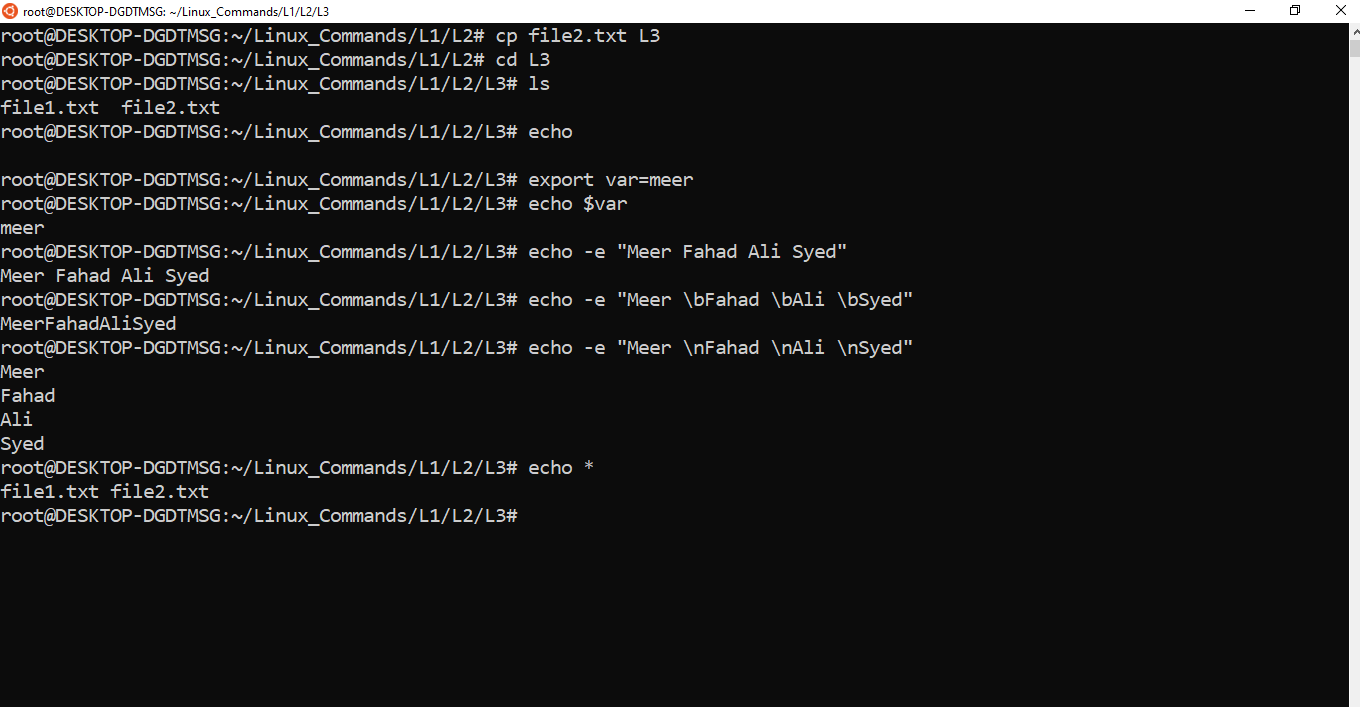 root@DESKTOP-DGDTMSG: ~/Linux_Commands/L1/L2/L3
root@DESKTOP-DGDTMSG:~/Linux_Commands/L1/L2# cp file2.txt L3
root@DESKTOP-DGDTMSG:~/Linux_Commands/L1/L2# cd L3
root@DESKTOP-DGDTMSG:~/Linux_Commands/L1/L2/L3# ls
file1.txt  file2.txt
root@DESKTOP-DGDTMSG:~/Linux_Commands/L1/L2/L3# echo

root@DESKTOP-DGDTMSG:~/Linux_Commands/L1/L2/L3# export var=meer
root@DESKTOP-DGDTMSG:~/Linux_Commands/L1/L2/L3# echo $var
meer
root@DESKTOP-DGDTMSG:~/Linux_Commands/L1/L2/L3# echo -e "Meer Fahad Ali Syed"
Meer Fahad Ali Syed
root@DESKTOP-DGDTMSG:~/Linux_Commands/L1/L2/L3# echo -e "Meer \bFahad \bAli \bSyed"
MeerFahadAliSyed
root@DESKTOP-DGDTMSG:~/Linux_Commands/L1/L2/L3# echo -e "Meer \nFahad \nAli \nSyed"
Meer
Fahad
Ali
Syed
root@DESKTOP-DGDTMSG:~/Linux_Commands/L1/L2/L3# echo *
file1.txt file2.txt
root@DESKTOP-DGDTMSG:~/Linux_Commands/L1/L2/L3#